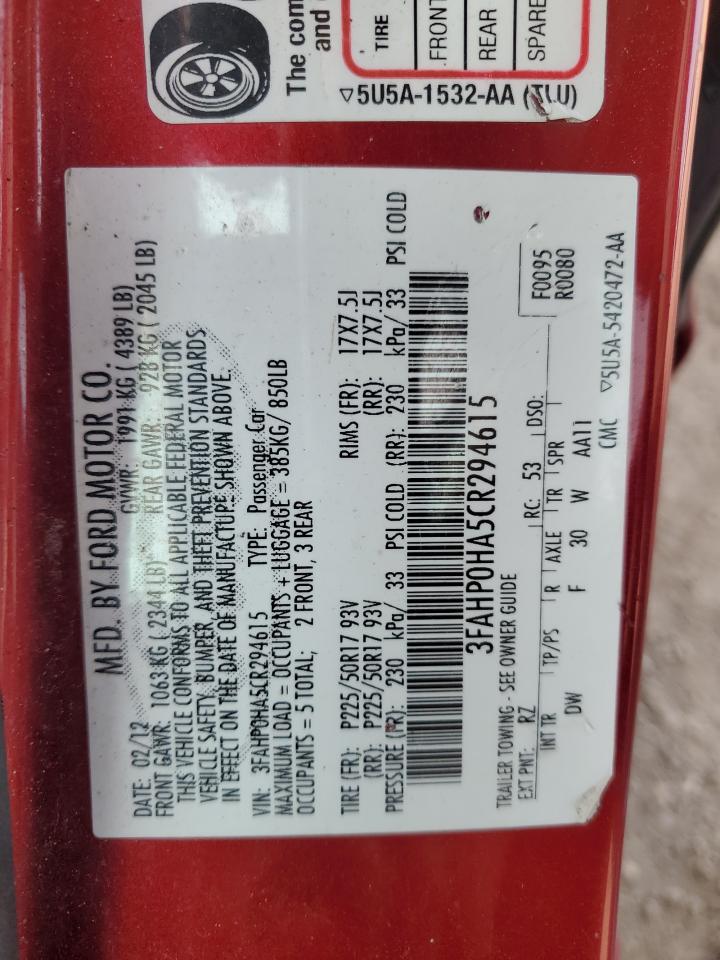 The com
and
TIRE
FRONT
REAR
SPARE
▽5U5A-1532-AA (TLU)
MFD. BY FORD MOTOR CO.
DATE: 02/12 GVWR: 1991 KG ( 4389 LB)
FRONT GAWR: 1063 KG ( 2344 LB) REAR GAWR: 928 KG ( 2045 LB)
THIS VEHICLE CONFORMS TO ALL APPLICABLE FEDERAL MOTOR
VEHICLE SAFETY, BUMPER, AND THEFT PREVENTION STANDARDS
IN EFFECT ON THE DATE OF MANUFACTURE SHOWN ABOVE.
VIN: 3FAHP0HA5CR294615 TYPE: Passenger Car
MAXIMUM LOAD = OCCUPANTS + LUGGAGE = 385KG/ 850LB
OCCUPANTS = 5 TOTAL; 2 FRONT, 3 REAR
TIRE (FR): P225/50R17 93V RIMS (FR): 17X7.5J
(RR): P225/50R17 93V (RR): 17X7.5J
PRESSURE (FR): 230 kPa/ 33 PSI COLD (RR): 230 kPa/ 33 PSI COLD
3FAHP0HA5CR294615
TRAILER TOWING - SEE OWNER GUIDE
EXT PNT: RZ RC: 53 DSO: F0095
R0080
INT TR TP/PS R AXLE TR SPR
DW F 30 W AA11
CMC ▽5U5A-5420472-AA